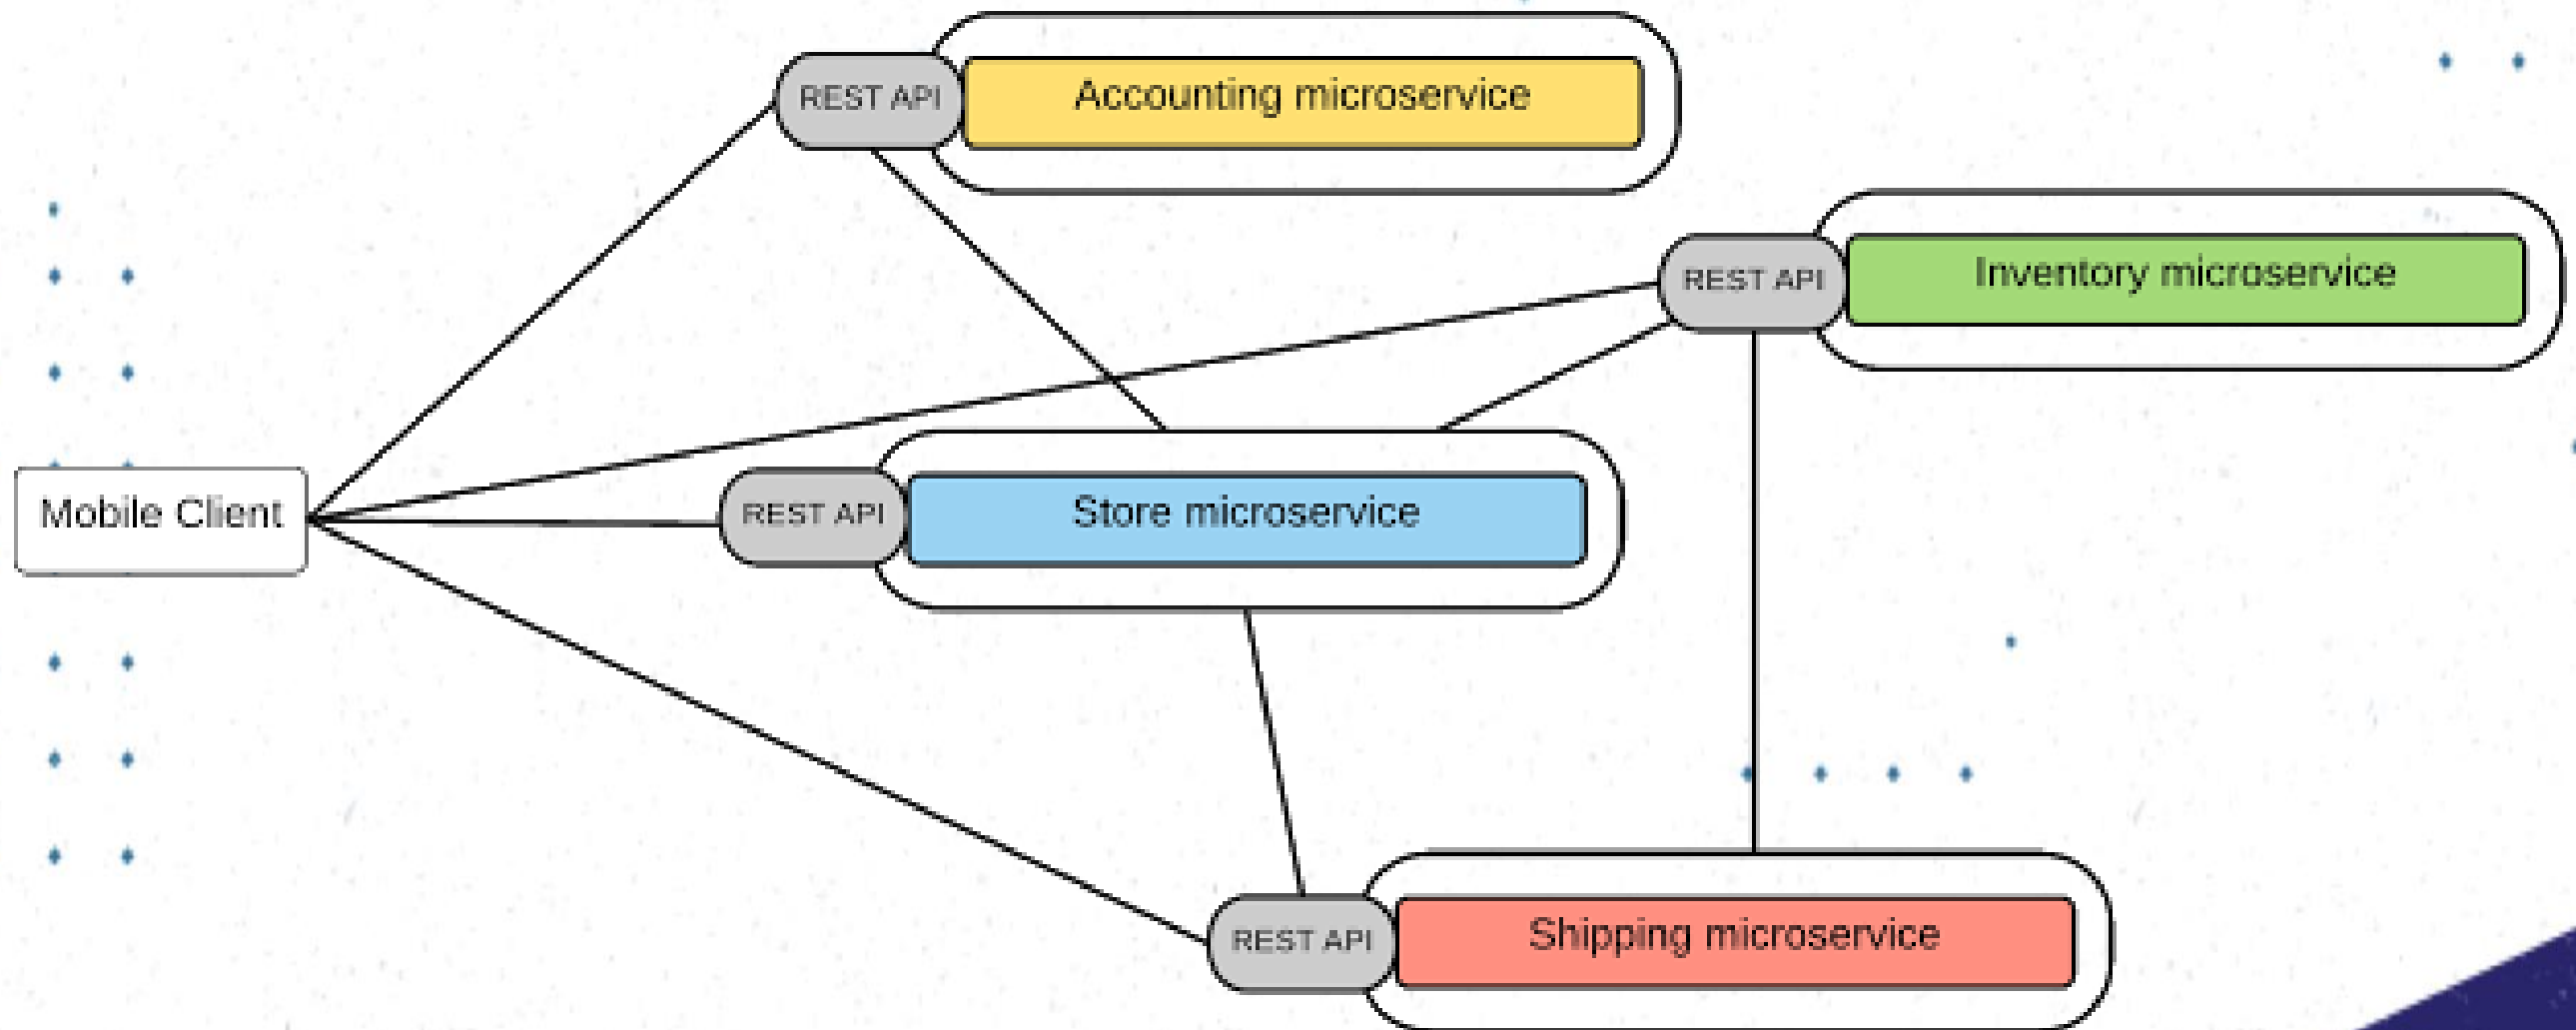 REST API
Accounting microservice
REST API
Inventory microservice
Mobile Client
REST API
Store microservice
REST API
Shipping microservice